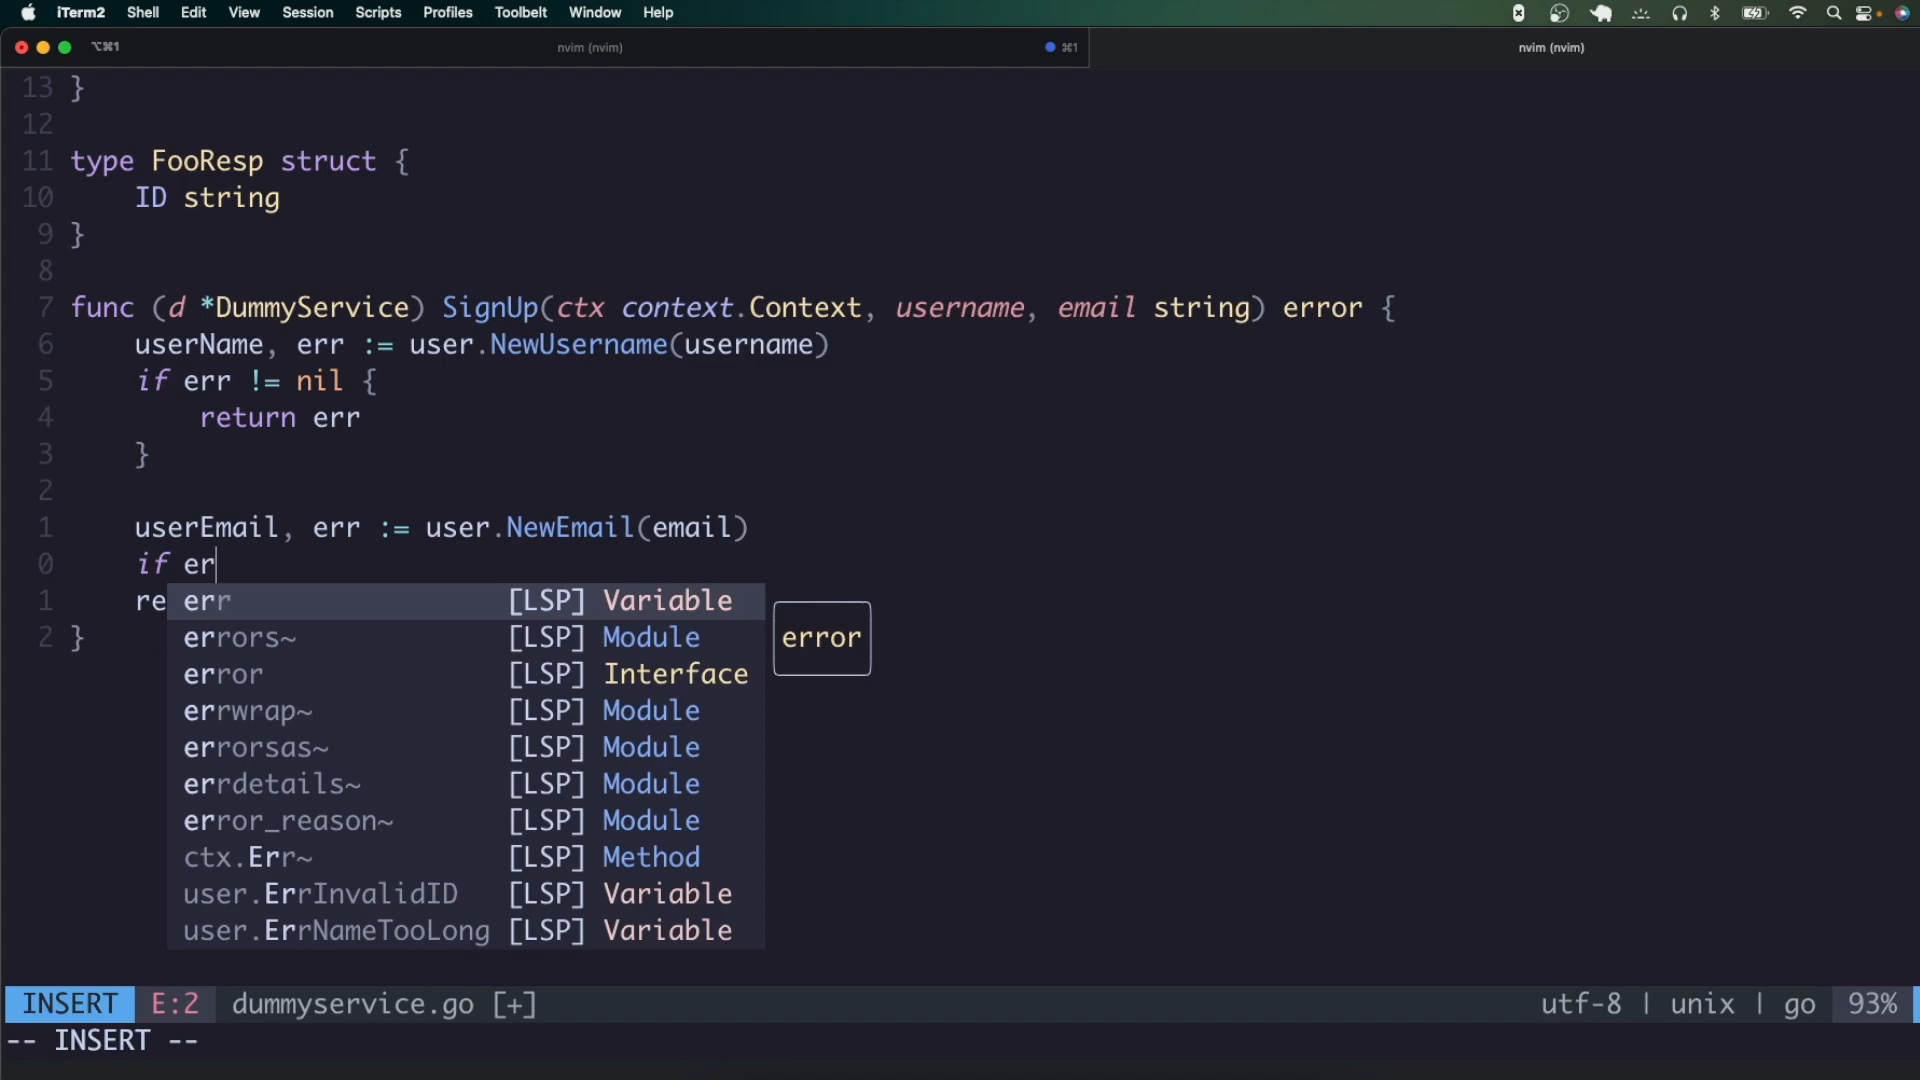 iTerm2 Shell Edit View Session Scripts Profiles Toolbelt Window Help
⌥⌘1 nvim (nvim) ⌘1 nvim (nvim)
13 }
12
11 type FooResp struct {
10 ID string
9 }
8
7 func (d *DummyService) SignUp(ctx context.Context, username, email string) error {
6 userName, err := user.NewUsername(username)
5 if err != nil {
4 return err
3 }
2
1 userEmail, err := user.NewEmail(email)
0 if er
1 re err [LSP] Variable
2 } errors~ [LSP] Module error
error [LSP] Interface
errwrap~ [LSP] Module
errorsas~ [LSP] Module
errdetails~ [LSP] Module
error_reason~ [LSP] Module
ctx.Err~ [LSP] Method
user.ErrInvalidID [LSP] Variable
user.ErrNameTooLong [LSP] Variable
INSERT E:2 dummyservice.go [+] utf-8 | unix | go 93%
-- INSERT --